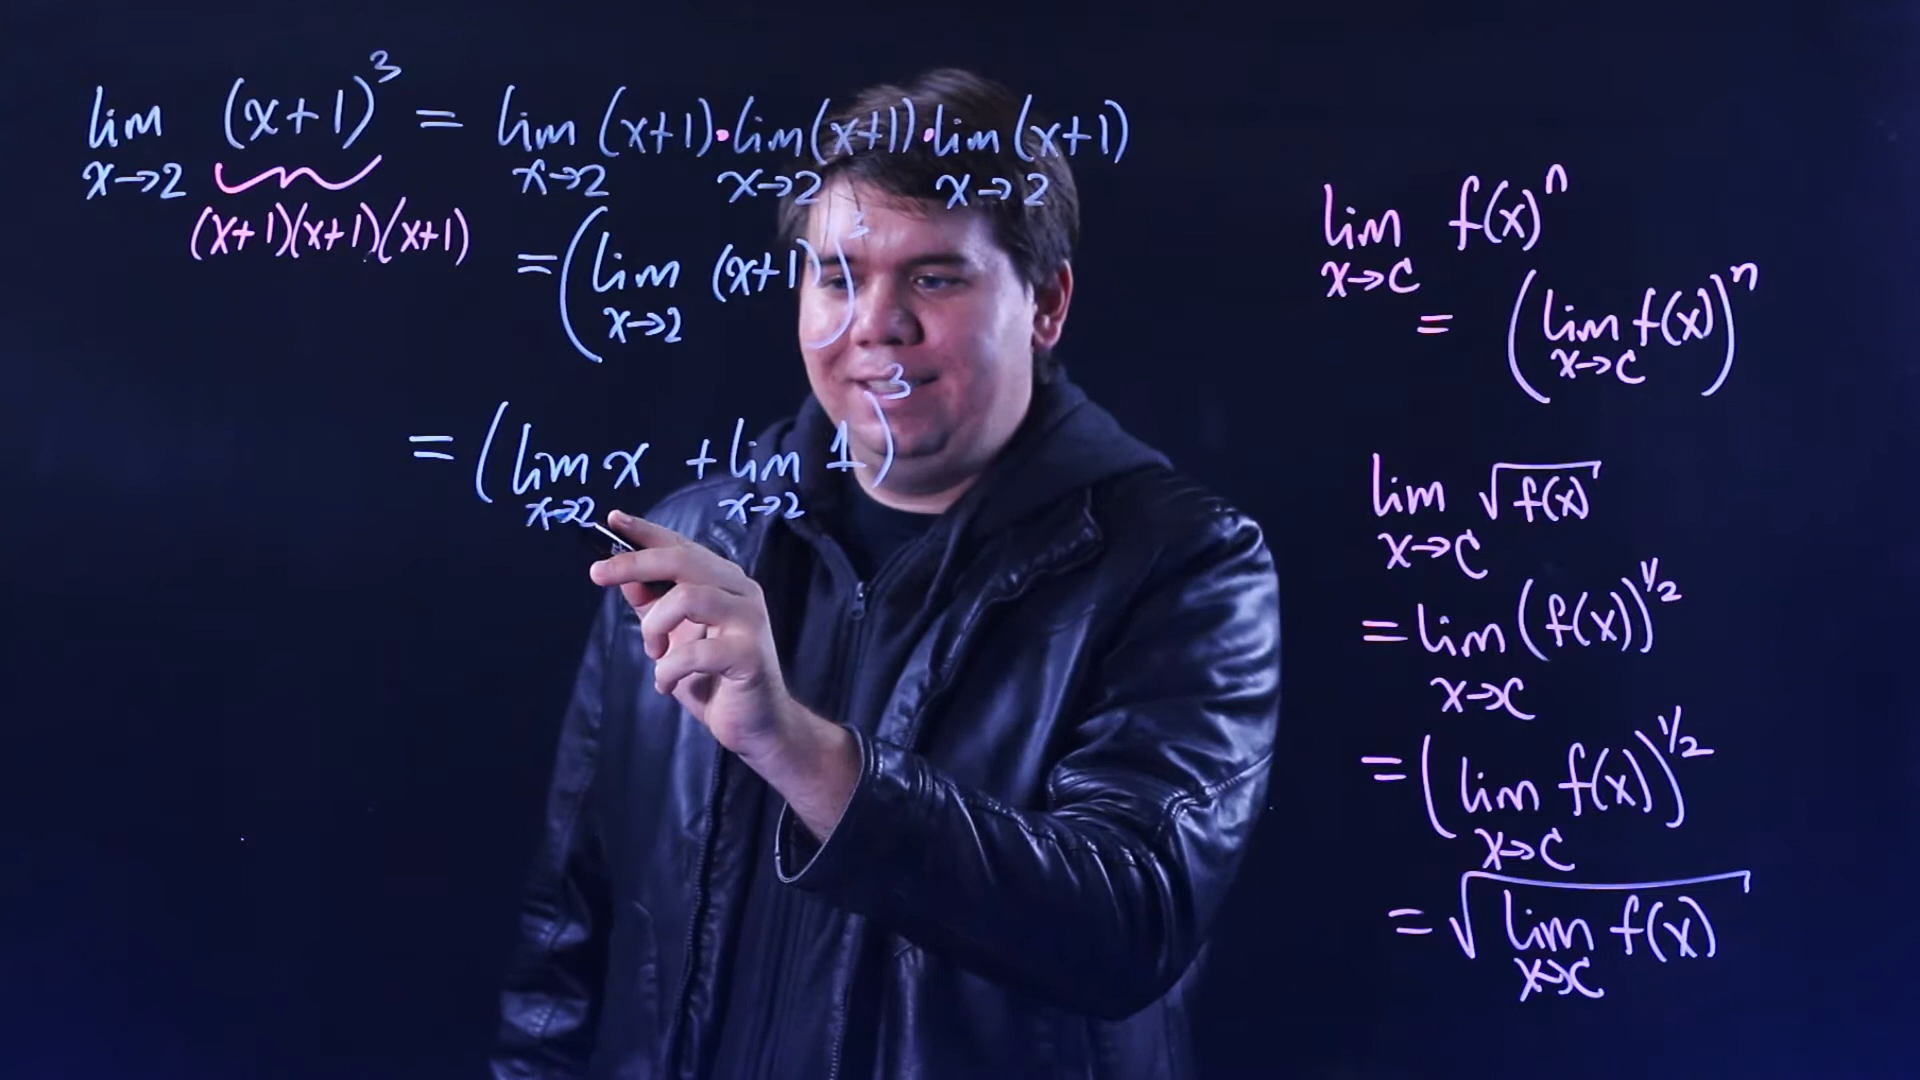 lim (x+1)³ = lim (x+1)·lim (x+1)·lim (x+1)
x→2 x→2 x→2 x→2
(x+1)(x+1)(x+1)
= (lim (x+1))³
x→2
= (lim x + lim 1)³
x→2 x→2
lim f(x)ⁿ
x→c
= (lim f(x))ⁿ
x→c
lim √f(x)
x→c
= lim (f(x))^1/2
x→c
= (lim f(x))^1/2
x→c
= √lim f(x)
x→c